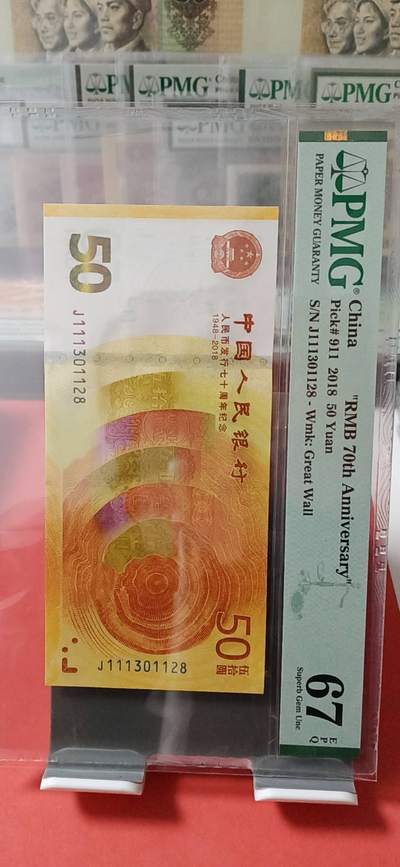 PMG
PMG
PMG
PMG
PMG
PAPER MONEY GUARANTY
China "RMB 70th Anniversary"
Pick# 911 2018 50 Yuan
S/N J111301128 - Wmk: Great Wall
67 EPQ
Superb Gem Unc
50
J111301128
中国人民银行
人民币发行七十周年纪念
1948-2018
50
伍拾圆
J111301128